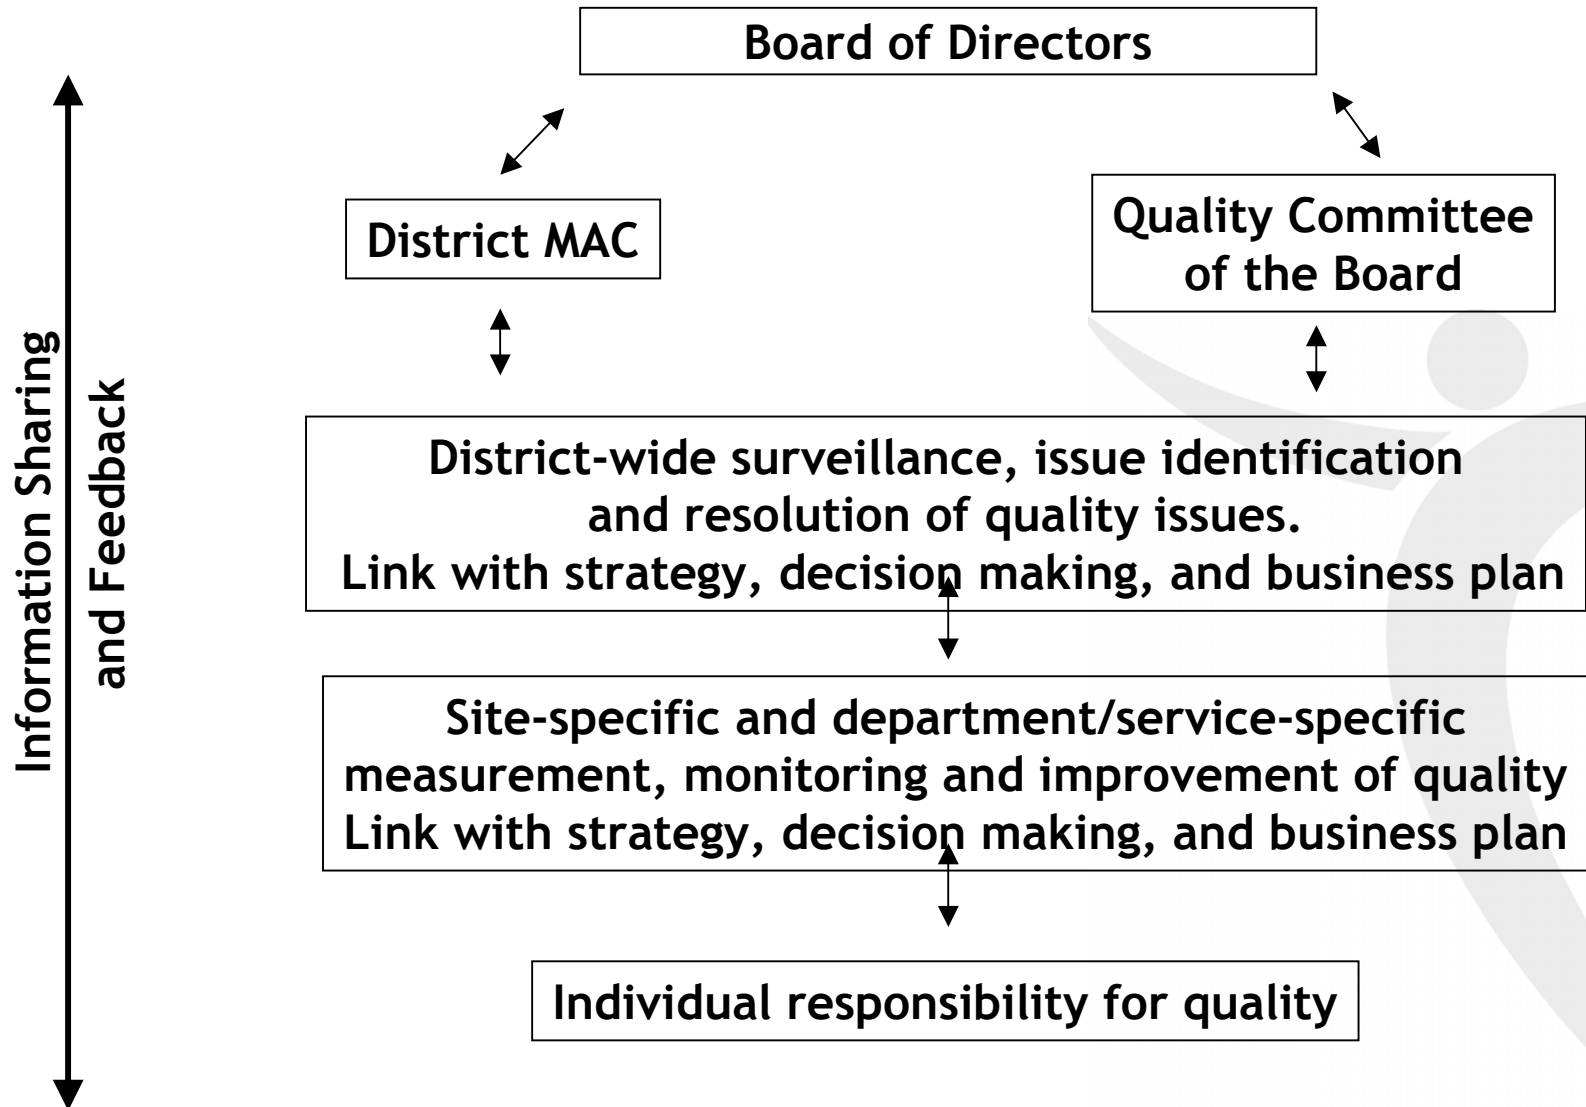 Board of Directors
District MAC
Quality Committee
of the Board
Information Sharing
and Feedback
District-wide surveillance, issue identification
and resolution of quality issues.
Link with strategy, decision making, and business plan
Site-specific and department/service-specific
measurement, monitoring and improvement of quality
Link with strategy, decision making, and business plan
Individual responsibility for quality